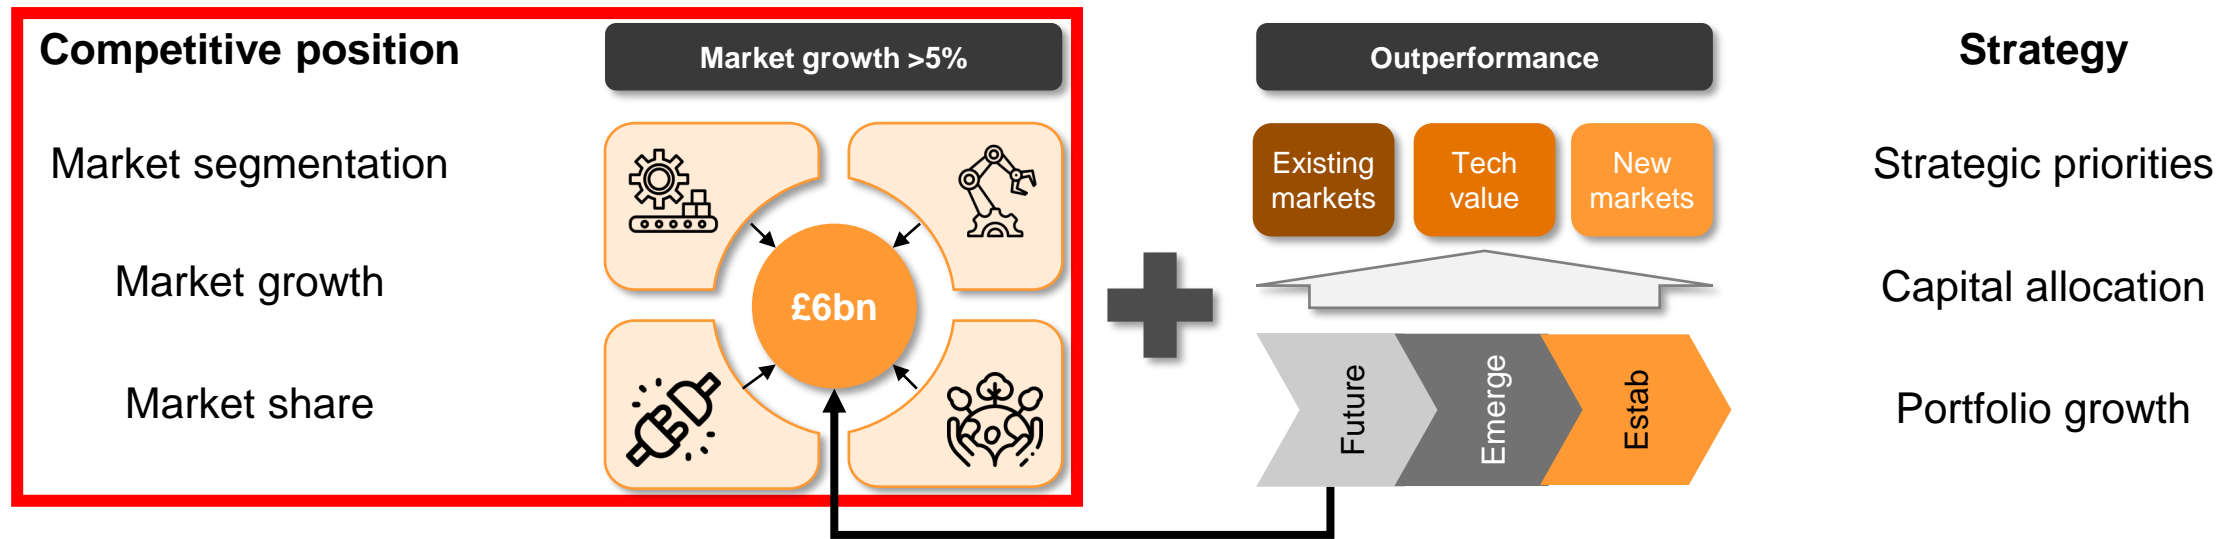 Competitive position
Market segmentation
Market growth
Market share
Market growth >5%
£6bn
Outperformance
Existing
markets
Tech
value
New
markets
Future
Emerge
Estab
Strategy
Strategic priorities
Capital allocation
Portfolio growth